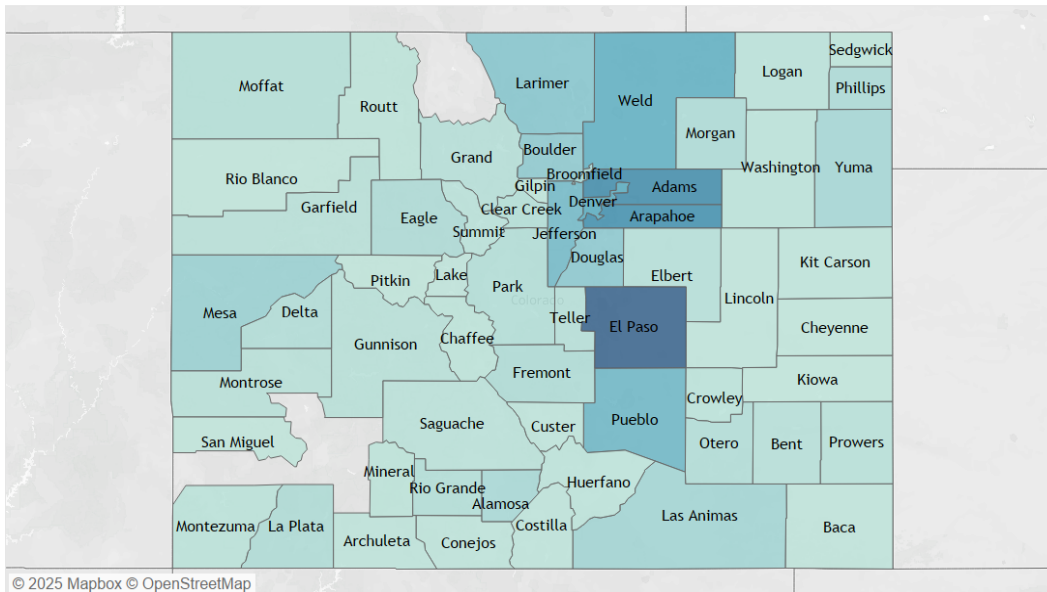 Sedgwick
Logan
Larimer
Moffat
Phillips
Weld
Routt
Morgan
Boulder
Grand
Washington
Yuma
Broomfield
Rio Blanco
Gilpin
Adams
Denver
Garfield
Clear Creek
Eagle
Arapahoe
Summit
Jefferson
Douglas
Kit Carson
Lake
Elbert
Pitkin
Park
Lincoln
Colorado
Mesa
Delta
Teller
El Paso
Cheyenne
Chaffee
Gunnison
Fremont
Kiowa
Montrose
Crowley
Pueblo
Saguache
Custer
San Miguel
Otero
Bent
Prowers
Mineral
Huerfano
Rio Grande
Alamosa
Las Animas
Montezuma
La Plata
Costilla
Baca
Archuleta
Conejos
© 2025 Mapbox © OpenStreetMap